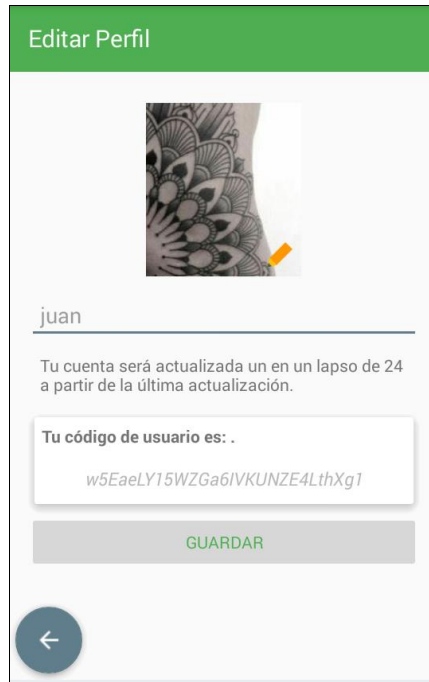 Editar Perfil
juan
Tu cuenta será actualizada un en un lapso de 24
a partir de la última actualización.
Tu código de usuario es: .
w5EaeLY15WZGa6IVKUNZE4LthXg1
GUARDAR